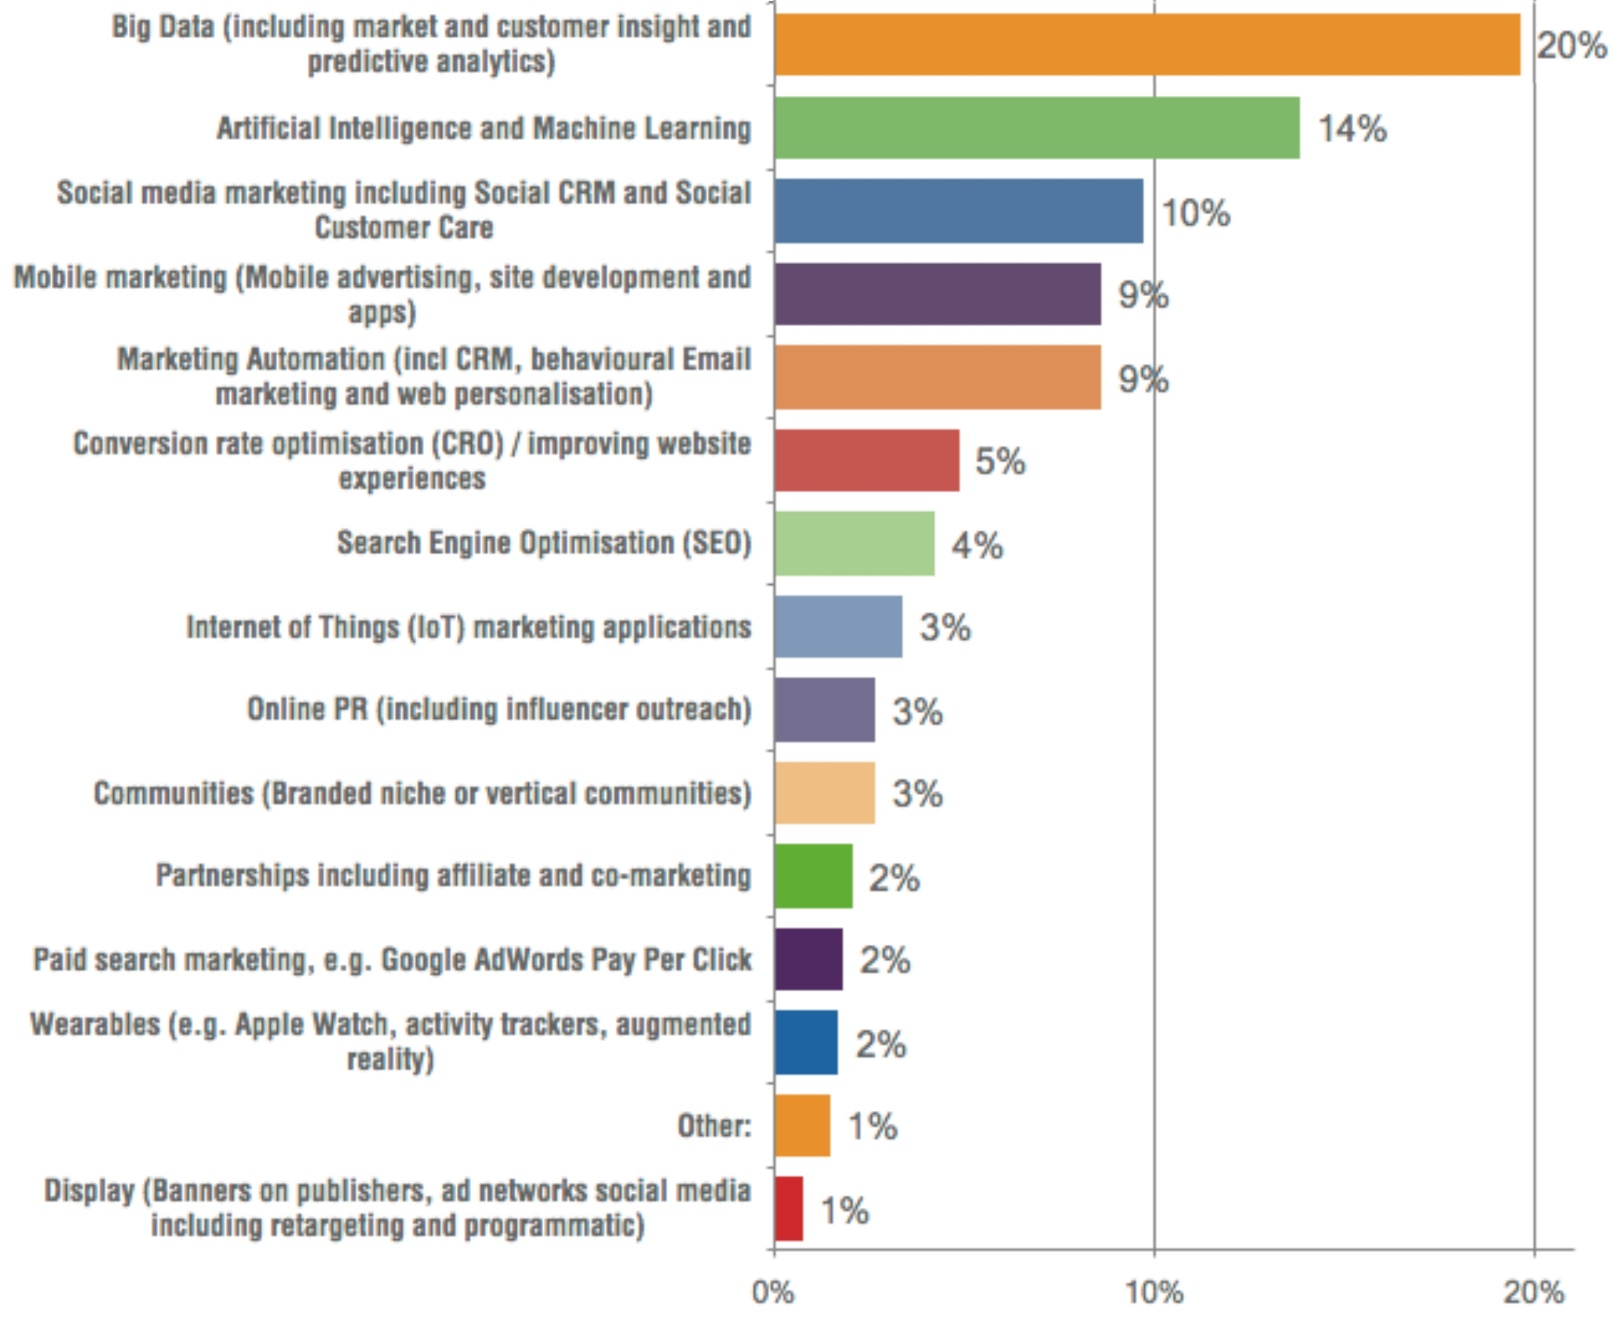 Big Data (including market and customer insight and
predictive analytics)
20%
Artificial Intelligence and Machine Learning
14%
Social media marketing including Social CRM and Social
Customer Care
10%
Mobile marketing (Mobile advertising, site development and
apps)
9%
Marketing Automation (incl CRM, behavioural Email
marketing and web personalisation)
9%
Conversion rate optimisation (CRO) / improving website
experiences
5%
Search Engine Optimisation (SEO)
4%
Internet of Things (IoT) marketing applications
3%
Online PR (including influencer outreach)
3%
Communities (Branded niche or vertical communities)
3%
Partnerships including affiliate and co-marketing
2%
Paid search marketing, e.g. Google AdWords Pay Per Click
2%
Wearables (e.g. Apple Watch, activity trackers, augmented
reality)
2%
Other:
1%
Display (Banners on publishers, ad networks social media
including retargeting and programmatic)
1%
0% 10% 20%